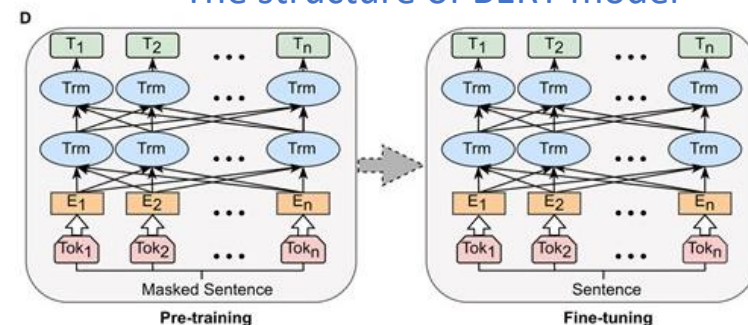 The structure of BERT model
D
T1 T2 ... Tn
Trm Trm ... Trm
Trm Trm ... Trm
E1 E2 ... En
Tok1 Tok2 ... Tokn
Masked Sentence
Pre-training
T1 T2 ... Tn
Trm Trm ... Trm
Trm Trm ... Trm
E1 E2 ... En
Tok1 Tok2 ... Tokn
Sentence
Fine-tuning